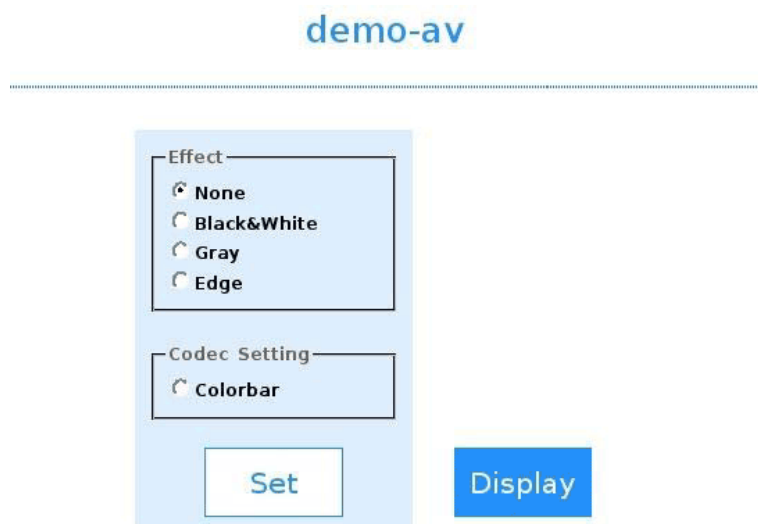 demo-av
Effect
None
Black&White
Gray
Edge
Codec Setting
Colorbar
Set
Display